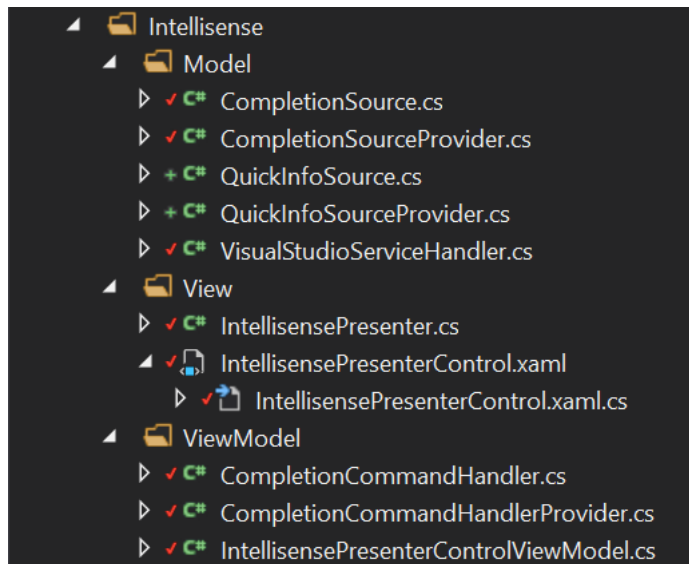 Intellisense
Model
C# CompletionSource.cs
C# CompletionSourceProvider.cs
C# QuickInfoSource.cs
C# QuickInfoSourceProvider.cs
C# VisualStudioServiceHandler.cs
View
C# IntellisensePresenter.cs
IntellisensePresenterControl.xaml
IntellisensePresenterControl.xaml.cs
ViewModel
C# CompletionCommandHandler.cs
C# CompletionCommandHandlerProvider.cs
C# IntellisensePresenterControlViewModel.cs